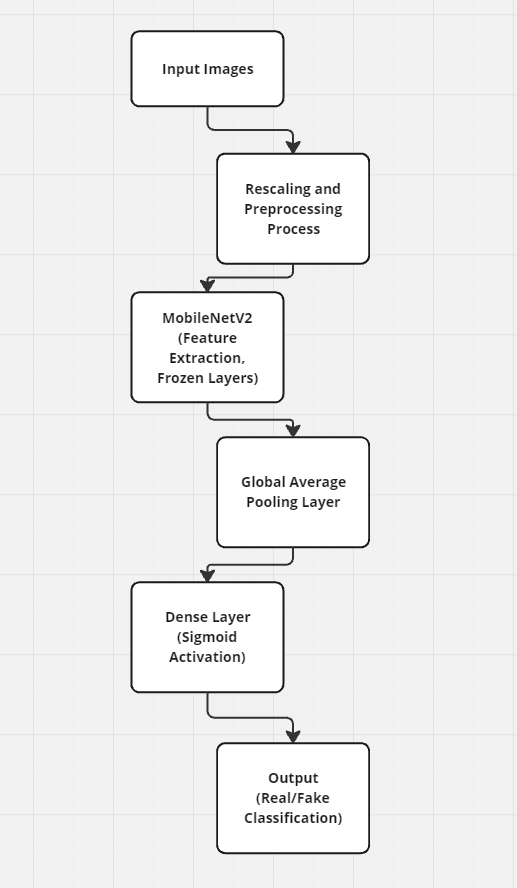 Input Images
Rescaling and
Preprocessing
Process
MobileNetV2
(Feature
Extraction,
Frozen Layers)
Global Average
Pooling Layer
Dense Layer
(Sigmoid
Activation)
Output
(Real/Fake
Classification)